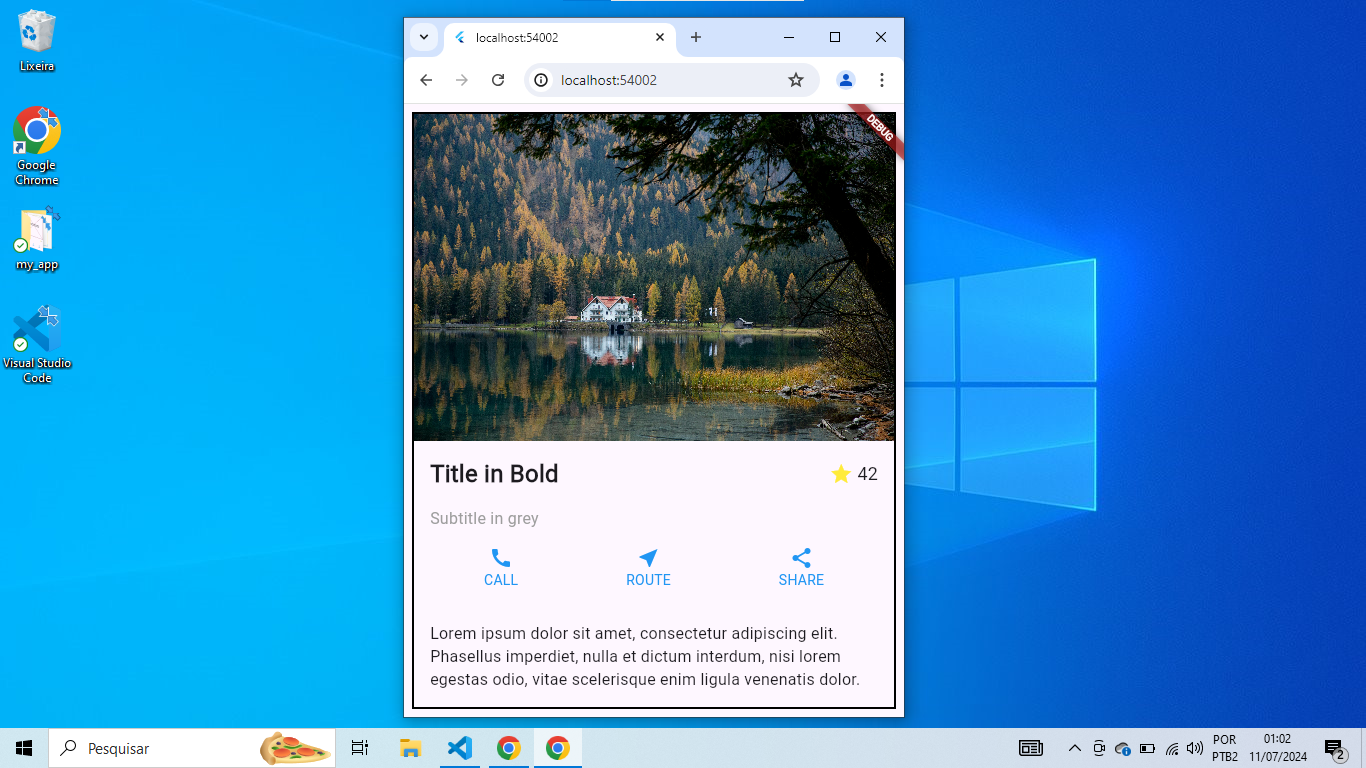 Lixeira
Google
Chrome
my_app
Visual Studio
Code
localhost:54002
localhost:54002
DEBUG
Title in Bold
42
Subtitle in grey
CALL
ROUTE
SHARE
Lorem ipsum dolor sit amet, consectetur adipiscing elit.
Phasellus imperdiet, nulla et dictum interdum, nisi lorem
egestas odio, vitae scelerisque enim ligula venenatis dolor.
Pesquisar
POR
PTB2
01:02
11/07/2024
2